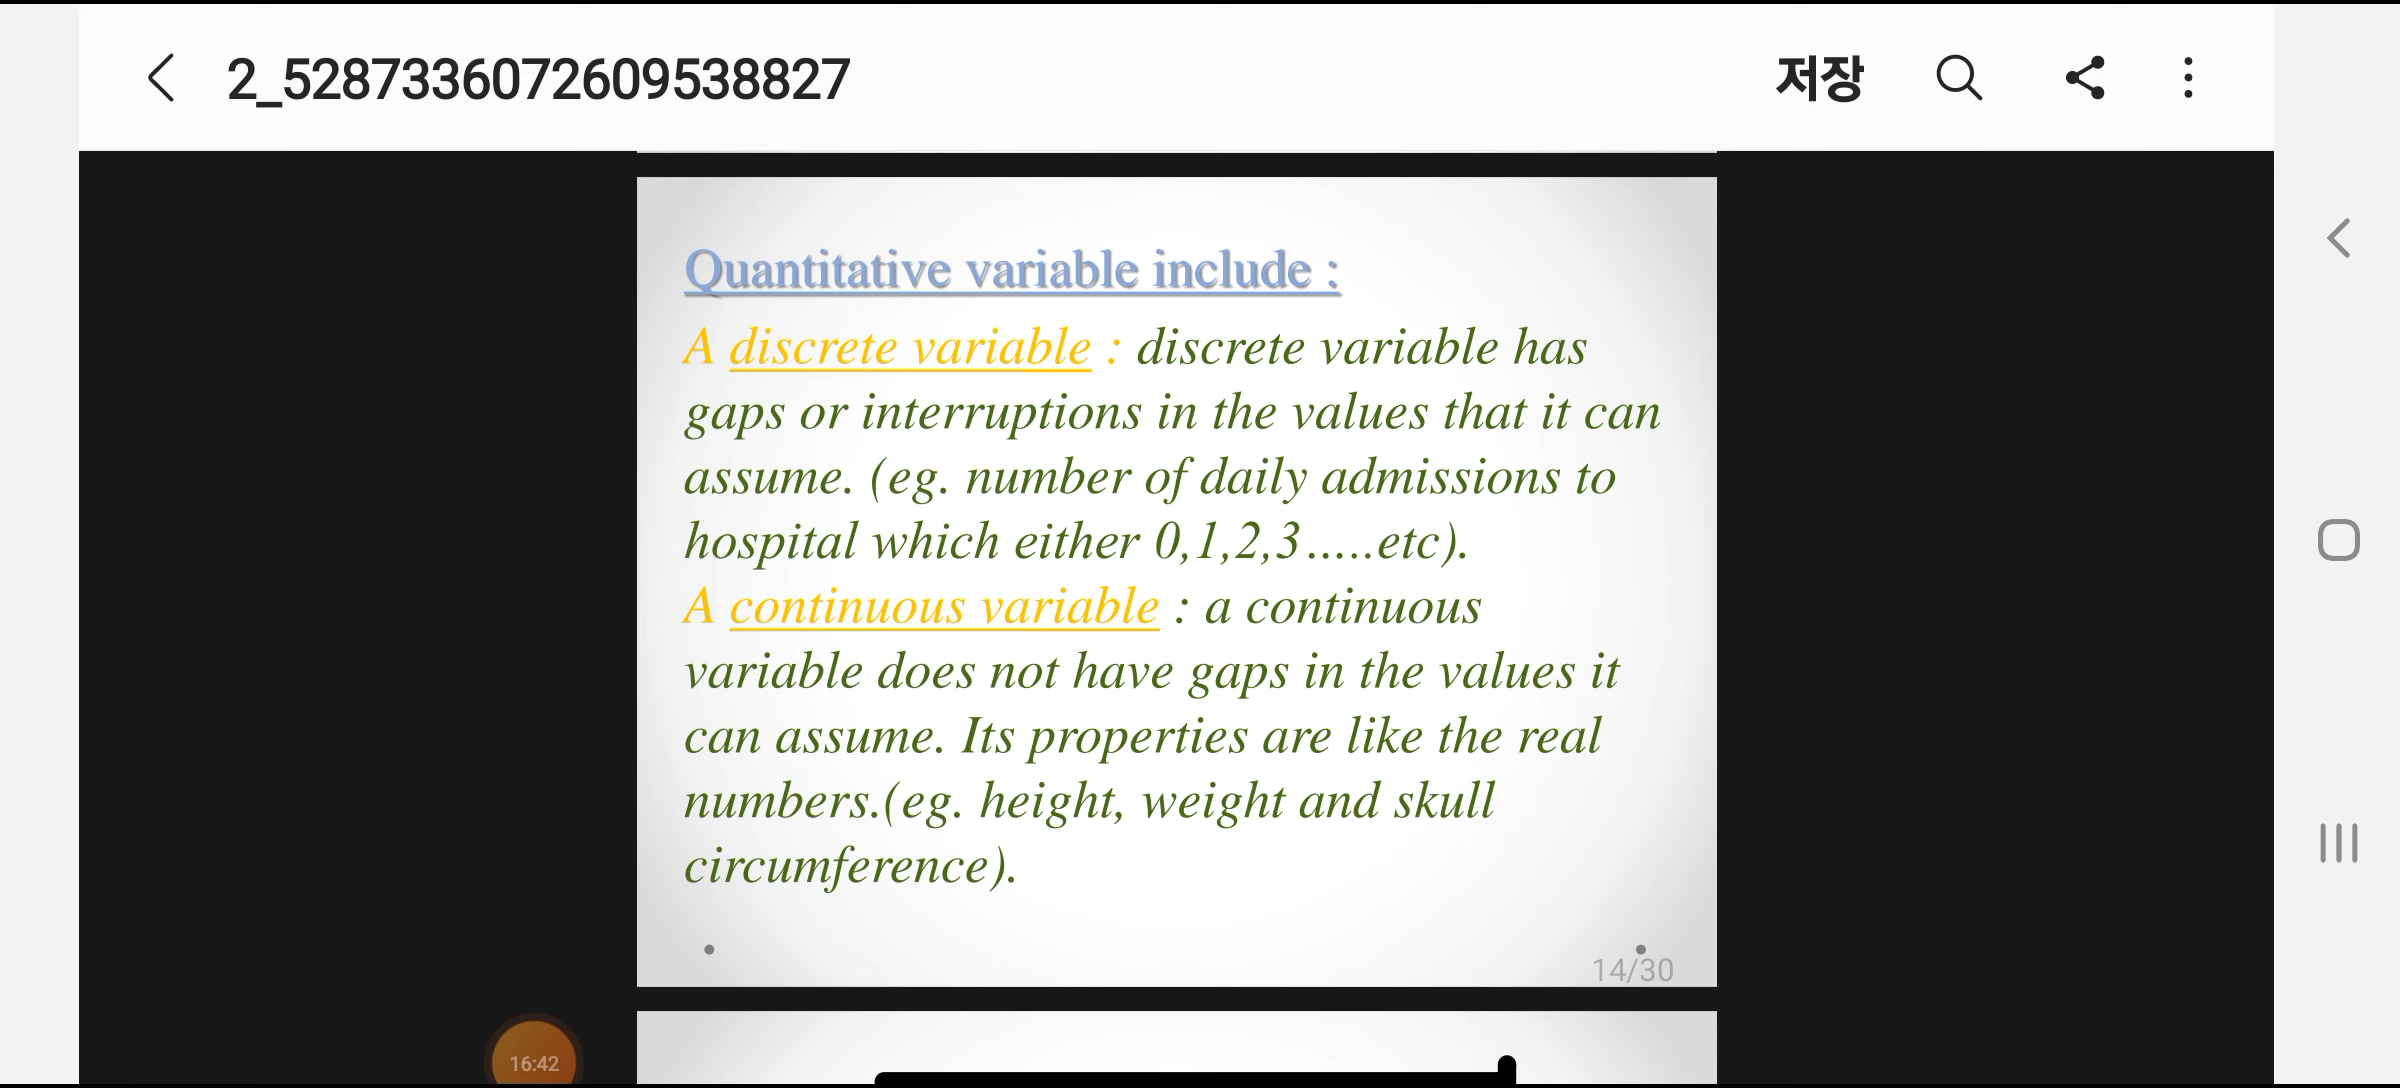 2_5287336072609538827
저장
Quantitative variable include :
A discrete variable : discrete variable has
gaps or interruptions in the values that it can
assume. (eg. number of daily admissions to
hospital which either 0,1,2,3.....etc).
A continuous variable : a continuous
variable does not have gaps in the values it
can assume. Its properties are like the real
numbers.(eg. height, weight and skull
circumference).
14/30
16:42